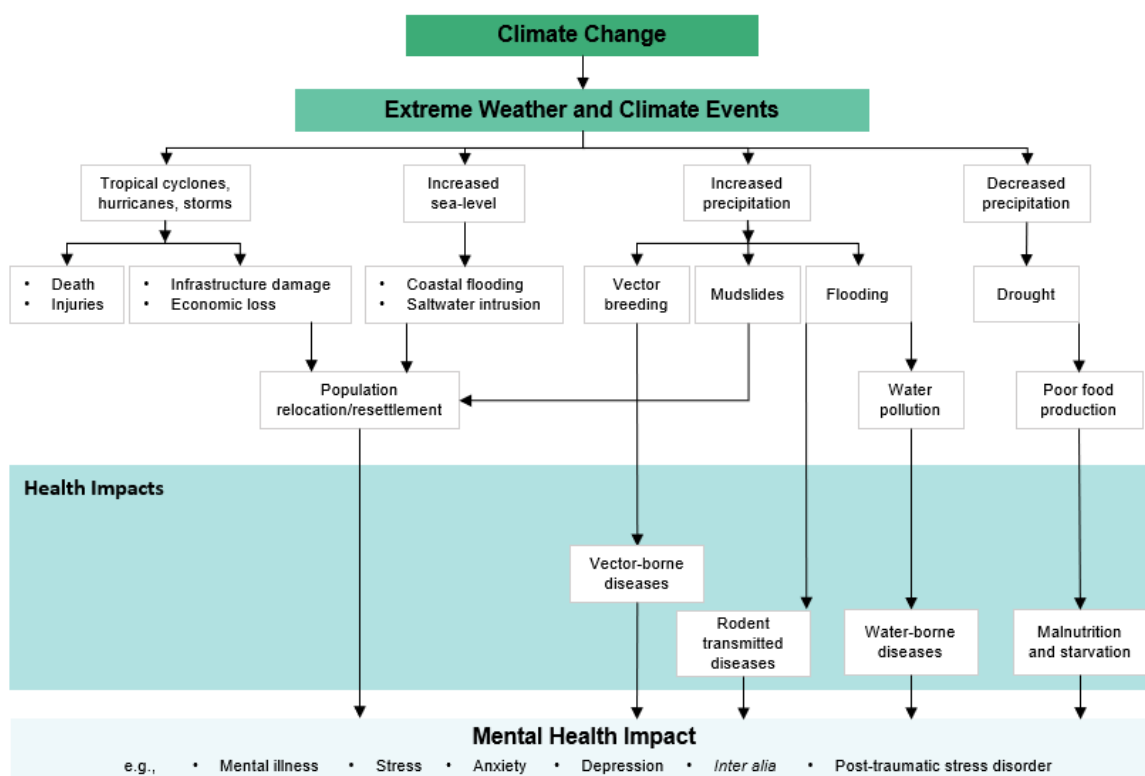 Climate Change
Extreme Weather and Climate Events
Tropical cyclones,
hurricanes, storms
Increased
sea-level
Increased
precipitation
Decreased
precipitation
• Death
• Injuries
• Infrastructure damage
• Economic loss
• Coastal flooding
• Saltwater intrusion
Vector
breeding
Mudslides
Flooding
Drought
Population
relocation/resettlement
Water
pollution
Poor food
production
Health Impacts
Vector-borne
diseases
Rodent
transmitted
diseases
Water-borne
diseases
Malnutrition
and starvation
Mental Health Impact
e.g., • Mental illness • Stress • Anxiety • Depression • Inter alia • Post-traumatic stress disorder